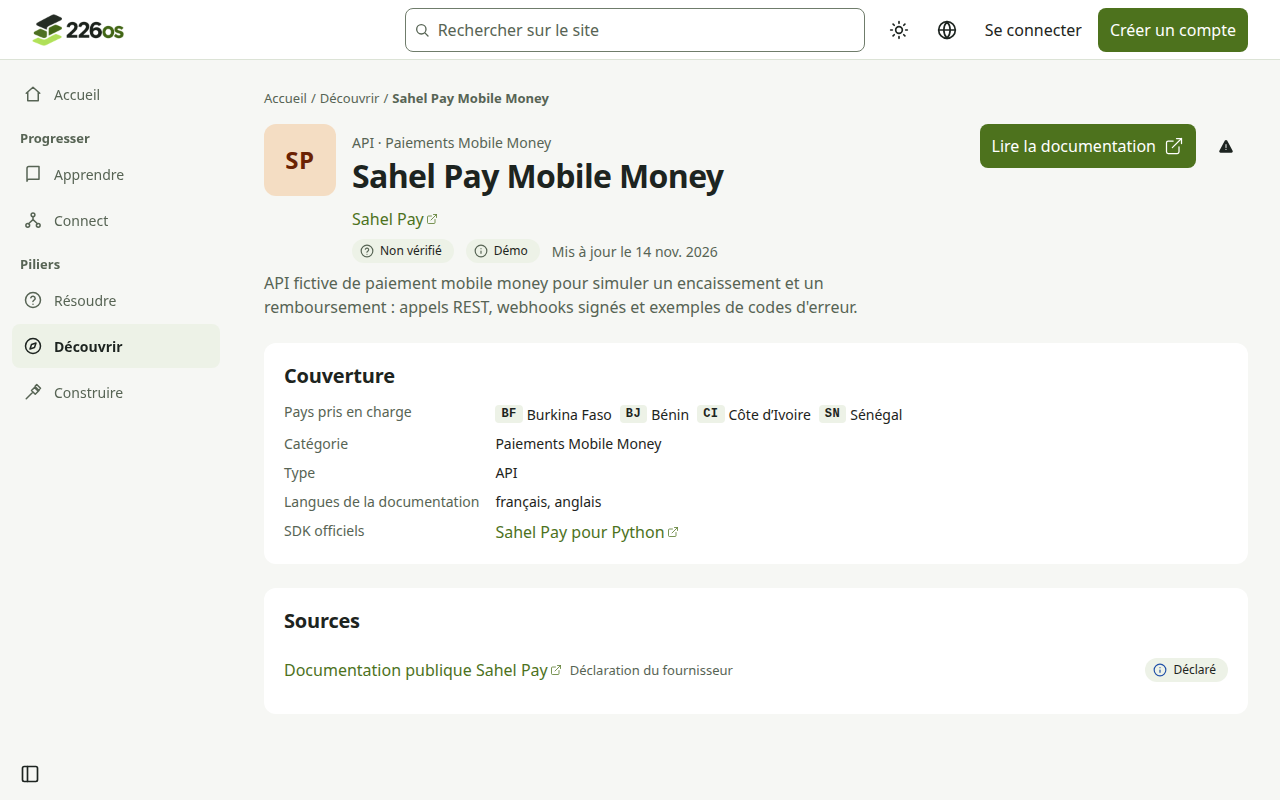 226os
Rechercher sur le site
Se connecter
Créer un compte
Accueil
Progresser
Apprendre
Connect
Piliers
Résoudre
Découvrir
Construire
Accueil / Découvrir / Sahel Pay Mobile Money
SP
API · Paiements Mobile Money
Sahel Pay Mobile Money
Sahel Pay
Non vérifié
Démo
Mis à jour le 14 nov. 2026
Lire la documentation
API fictive de paiement mobile money pour simuler un encaissement et un
remboursement : appels REST, webhooks signés et exemples de codes d'erreur.
Couverture
Pays pris en charge BF Burkina Faso BJ Bénin CI Côte d’Ivoire SN Sénégal
Catégorie Paiements Mobile Money
Type API
Langues de la documentation français, anglais
SDK officiels Sahel Pay pour Python
Sources
Documentation publique Sahel Pay Déclaration du fournisseur Déclaré